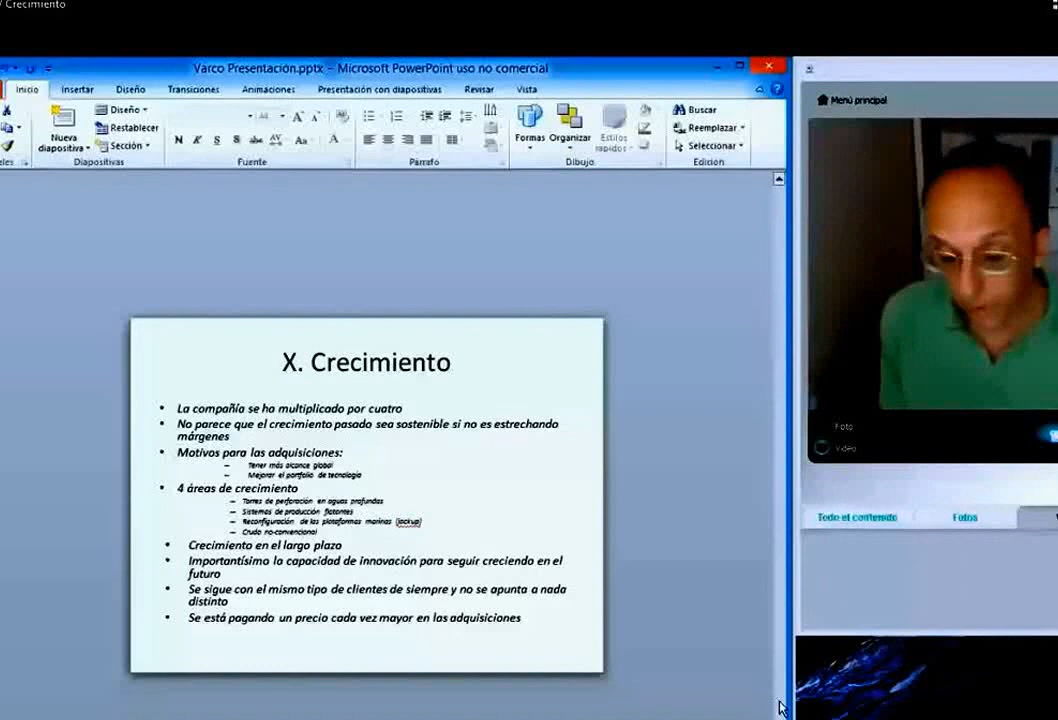 / Crecimiento
Varco Presentación.pptx - Microsoft PowerPoint uso no comercial
Inicio Insertar Diseño Transiciones Animaciones Presentación con diapositivas Revisar Vista
Nueva diapositiva
Diseño
Restablecer
Sección
Formas Organizar Estilos rápidos
Buscar
Reemplazar
Seleccionar
N K S S abc AV Aa A
Diapositivas Fuente Párrafo Dibujo Edición
Menú principal
X. Crecimiento
• La compañía se ha multiplicado por cuatro
• No parece que el crecimiento pasado sea sostenible si no es estrechando
márgenes
• Motivos para las adquisiciones:
– Tener más alcance global
– Mejorar el portfolio de tecnología
• 4 áreas de crecimiento
– Torres de perforación en aguas profundas
– Sistemas de producción flotantes
– Reconfiguración de las plataformas marinas (jackup)
– Crudo no-convencional
• Crecimiento en el largo plazo
• Importantísimo la capacidad de innovación para seguir creciendo en el
futuro
• Se sigue con el mismo tipo de clientes de siempre y no se apunta a nada
distinto
• Se está pagando un precio cada vez mayor en las adquisiciones
Foto
Vídeo
Todo el contenido Fotos